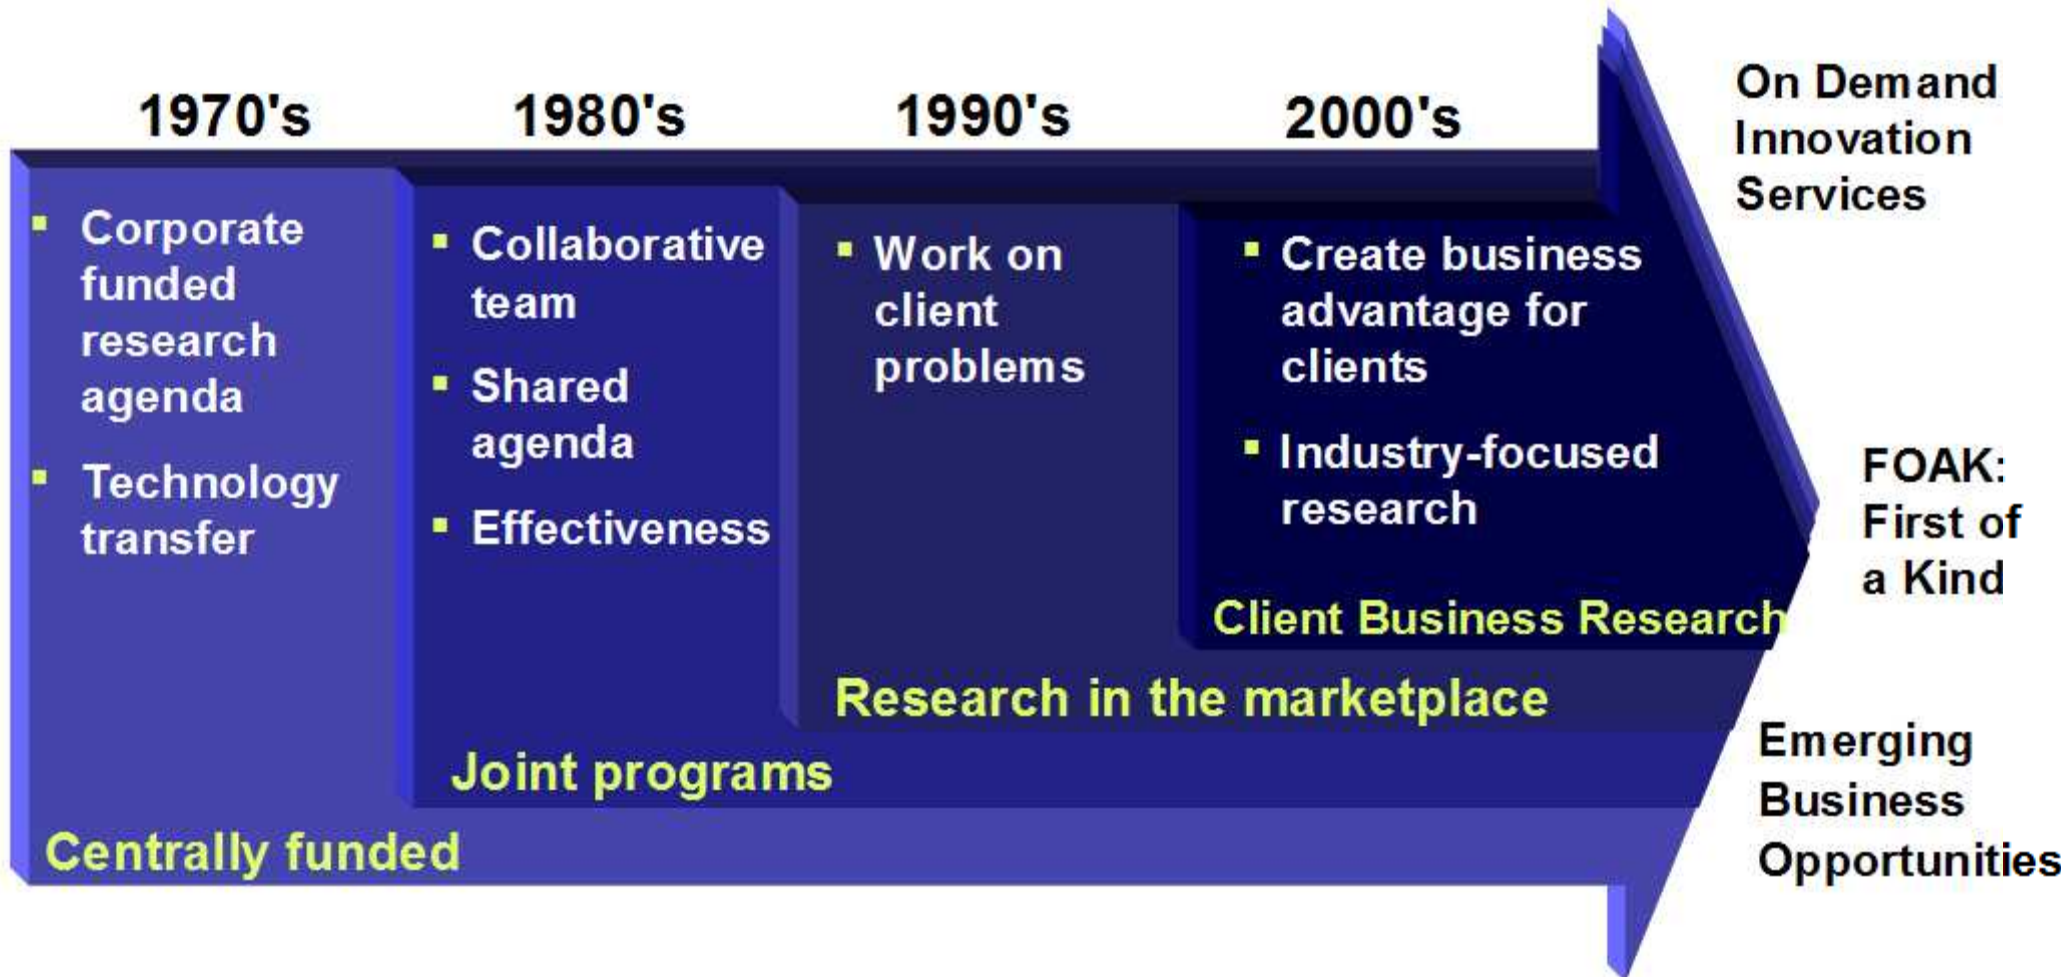 1970's
1980's
1990's
2000's
Corporate
funded
research
agenda
Technology
transfer
Centrally funded
Collaborative
team
Shared
agenda
Effectiveness
Joint programs
Work on
client
problems
Research in the marketplace
Create business
advantage for
clients
Industry-focused
research
Client Business Research
On Demand
Innovation
Services
FOAK:
First of
a Kind
Emerging
Business
Opportunities